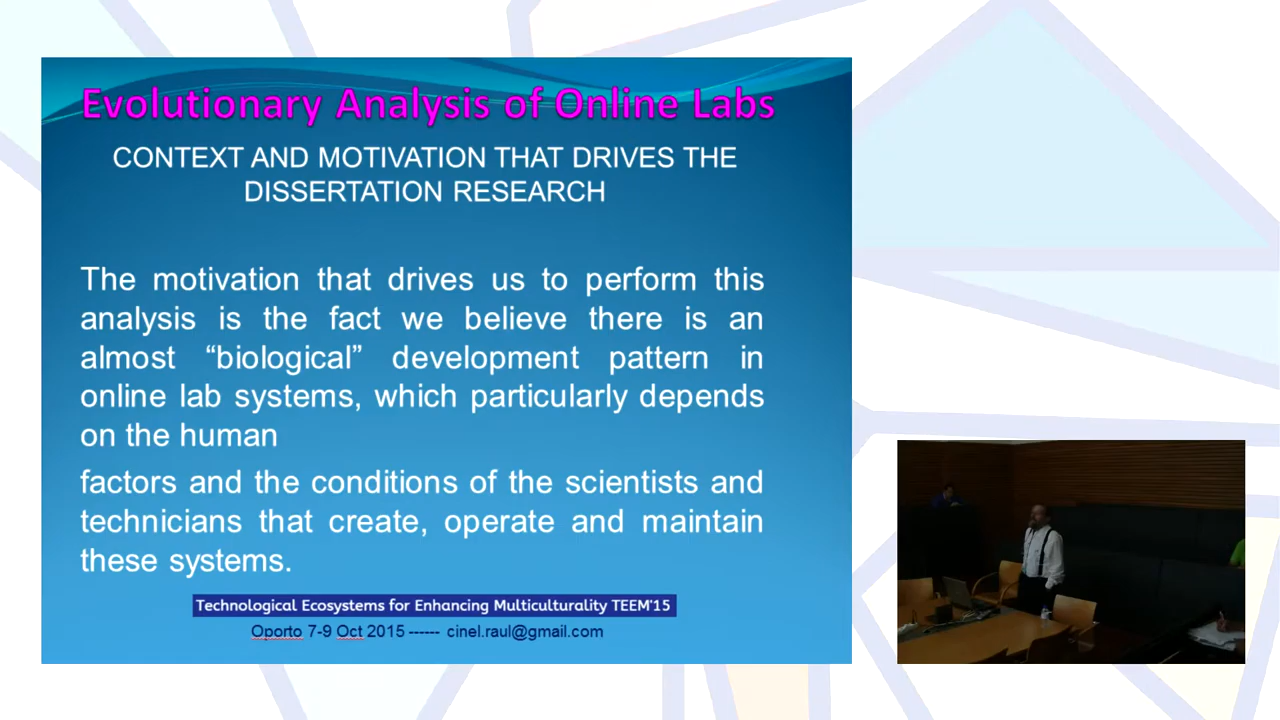 Evolutionary Analysis of Online Labs
CONTEXT AND MOTIVATION THAT DRIVES THE
DISSERTATION RESEARCH
The motivation that drives us to perform this
analysis is the fact we believe there is an
almost “biological” development pattern in
online lab systems, which particularly depends
on the human
factors and the conditions of the scientists and
technicians that create, operate and maintain
these systems.
Technological Ecosystems for Enhancing Multiculturality TEEM'15
Oporto 7-9 Oct 2015 ------ cinel.raul@gmail.com